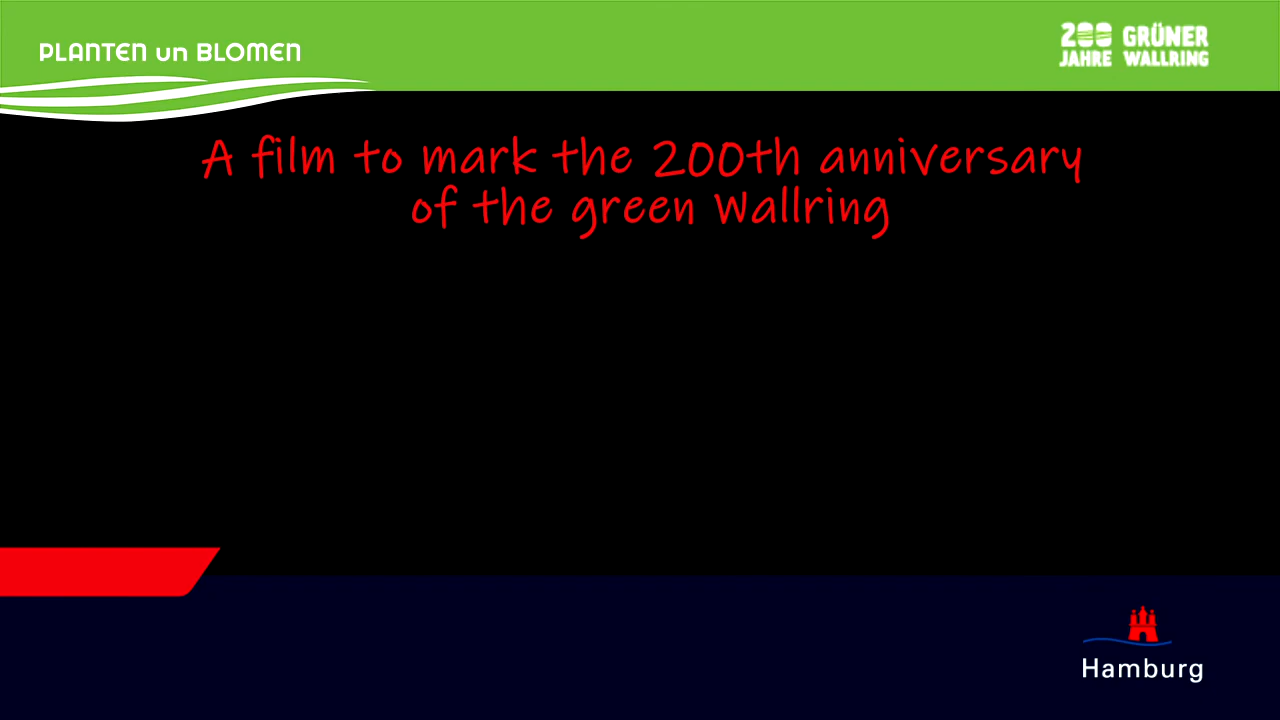 PLANTEN un BLOMEN
200 GRÜNER
JAHRE WALLRING
A film to mark the 200th anniversary
of the green Wallring
Hamburg